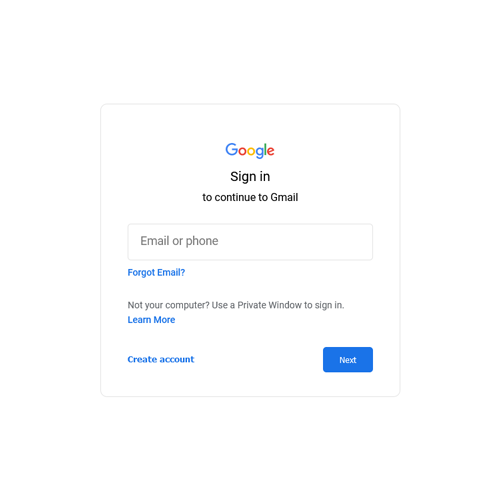 Google
Sign in
to continue to Gmail
Email or phone
Forgot Email?
Not your computer? Use a Private Window to sign in.
Learn More
Create account
Next